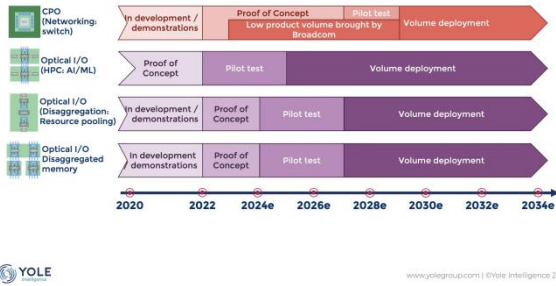 CPO
(Networking:
switch)
In development /
demonstrations
Proof of Concept
Pilot test
Low product volume brought by
Broadcom
Volume deployment
Optical I/O
(HPC: AI/ML)
Proof of
Concept
Pilot test
Volume deployment
Optical I/O
(Disaggregation:
Resource pooling)
In development /
demonstrations
Proof of
Concept
Pilot test
Volume deployment
Optical I/O
Disaggregated
memory
In development
demonstrations
Proof of
Concept
Pilot test
Volume deployment
2020
2022
2024e
2026e
2028e
2030e
2032e
2034e
YOLE
Intelligence
www.yolegroup.com | ©Yole Intelligence 2